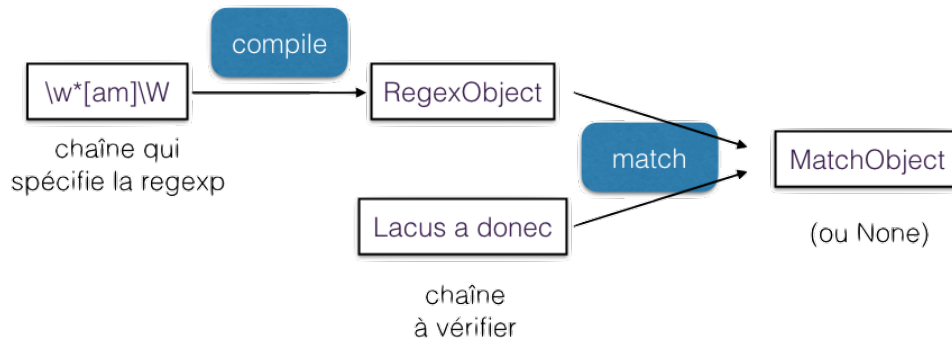 compile
\w*[am]\W
RegexObject
chaîne qui
spécifie la regexp
match
MatchObject
Lacus a donec
(ou None)
chaîne
à vérifier